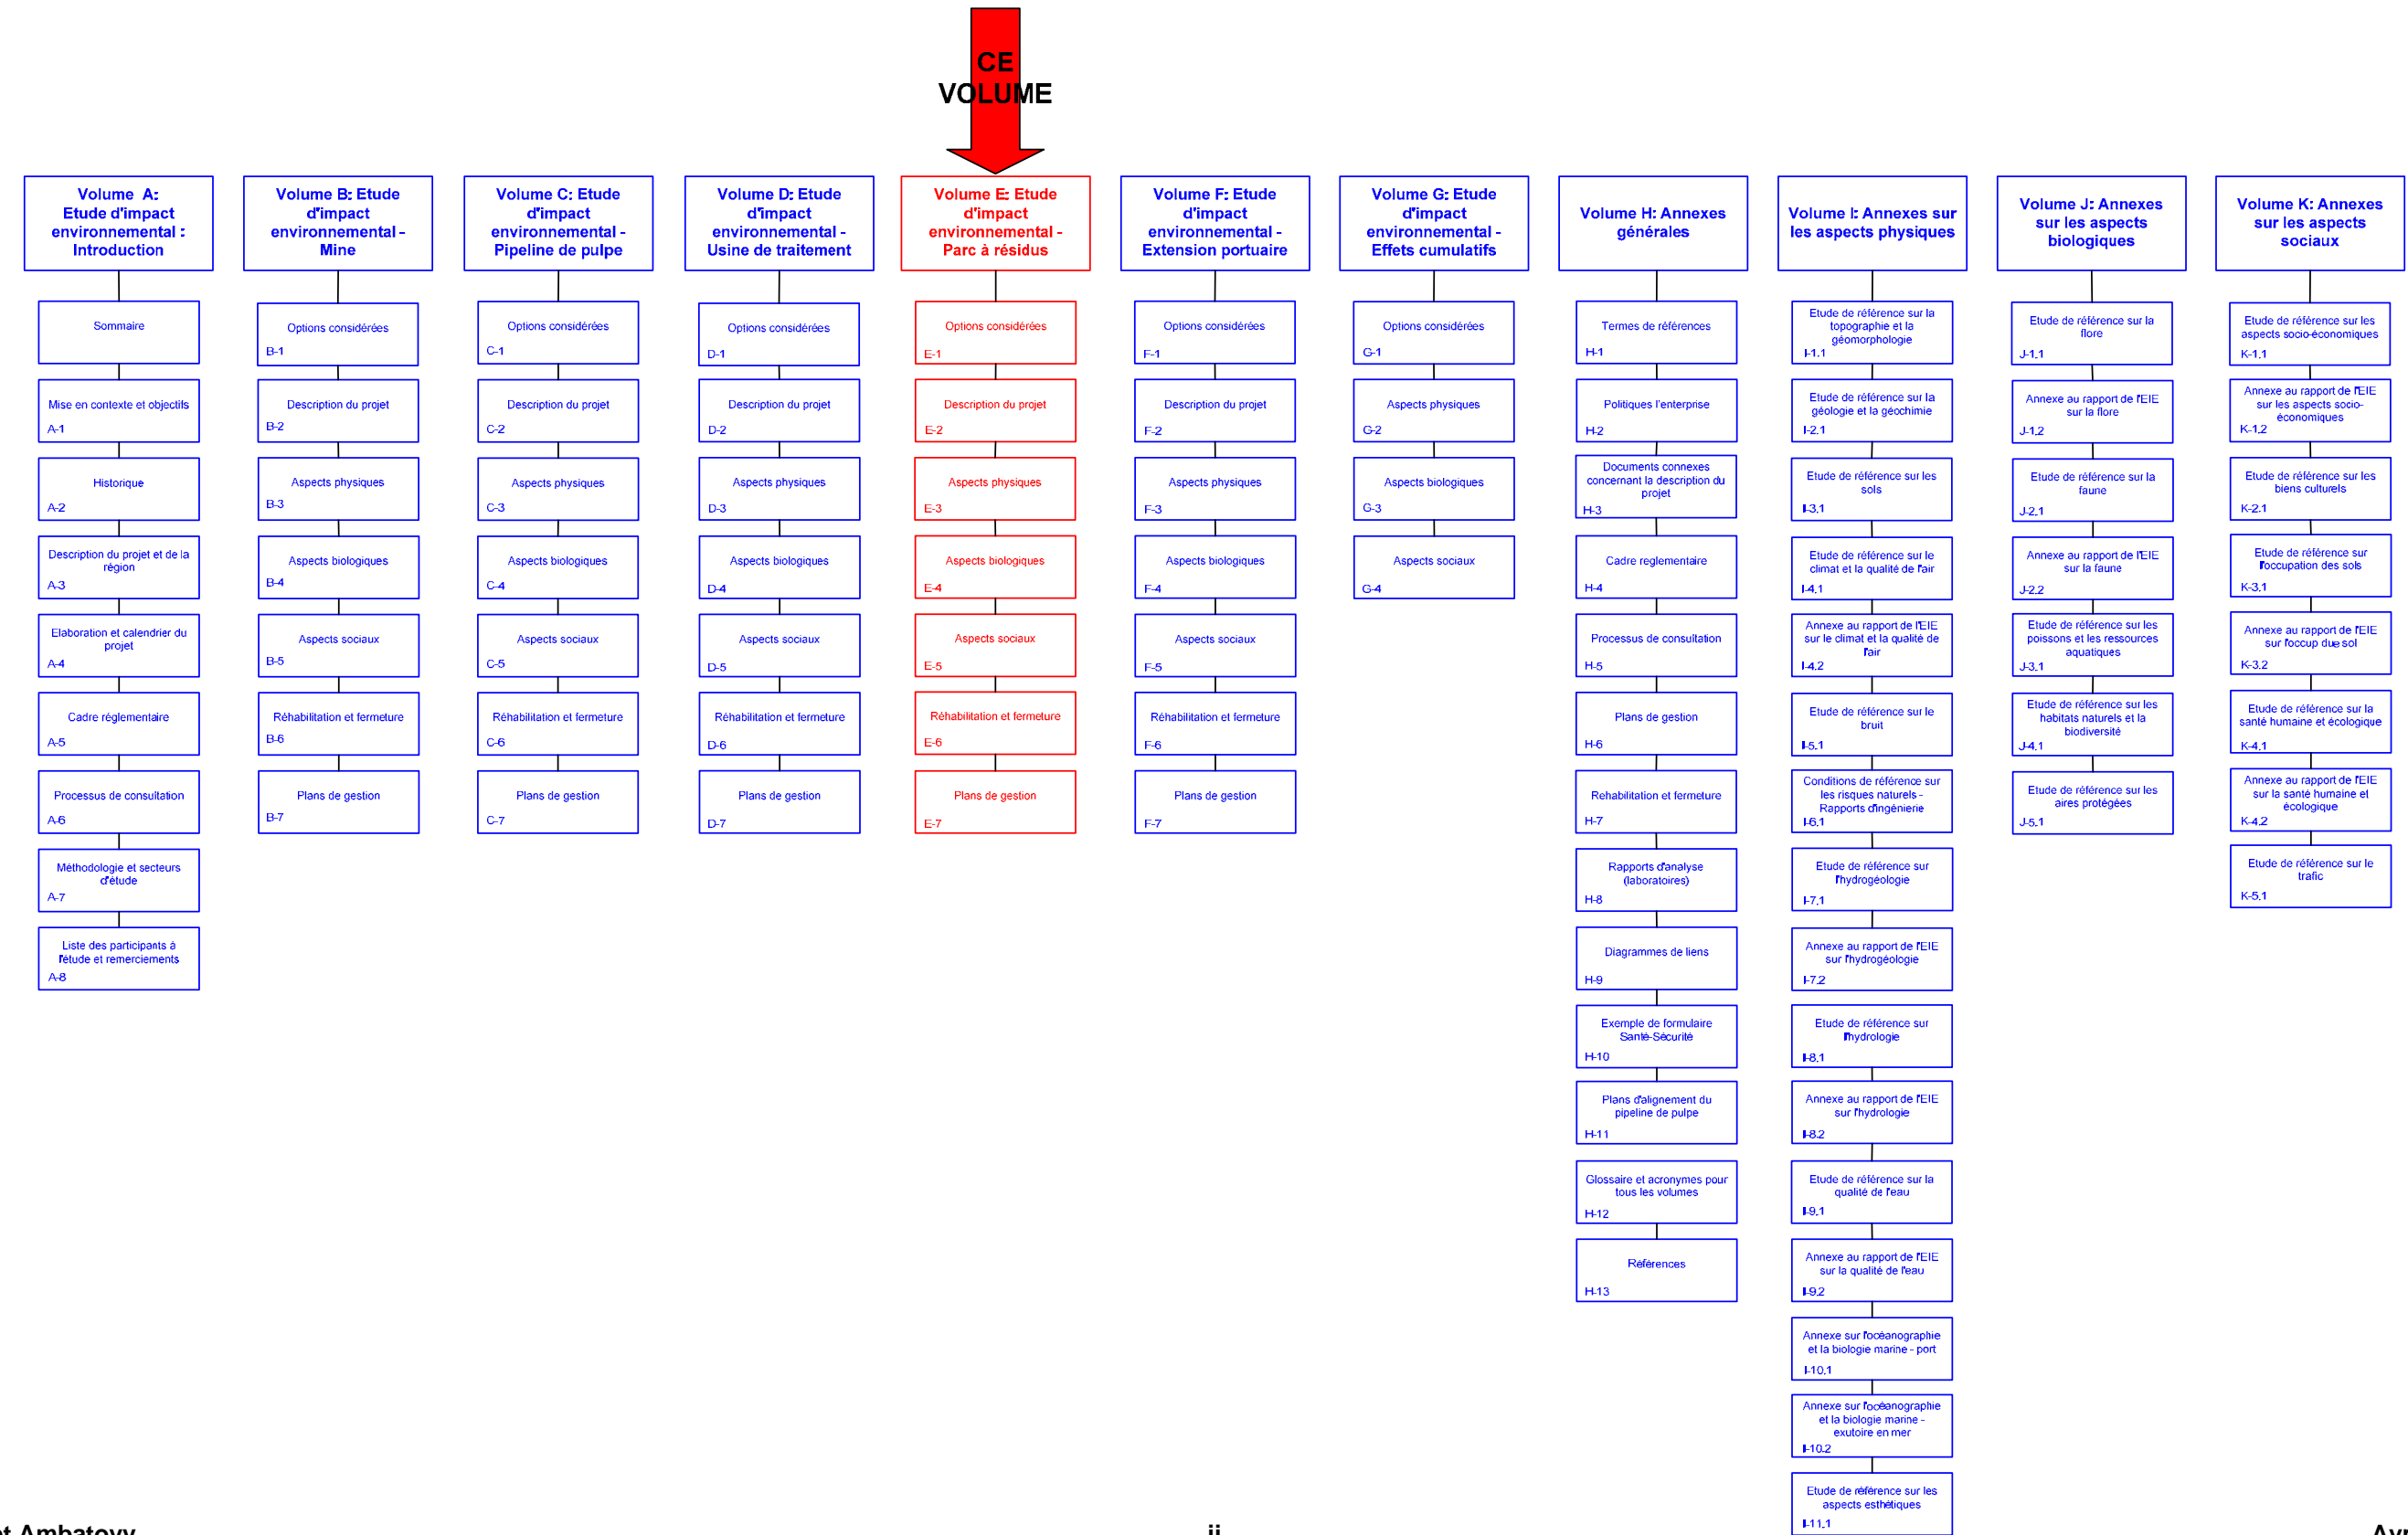 CE
VOLUME
Volume A:
Etude d'impact
environnemental :
Introduction
Sommaire
Mise en contexte et objectifs
A-1
Historique
A-2
Description du projet et de la
région
A-3
Elaboration et calendrier du
projet
A-4
Cadre réglementaire
A-5
Processus de consultation
A-6
Méthodologie et secteurs
d'étude
A-7
Liste des participants à
l'étude et remerciements
A-8
Volume B: Etude
d'impact
environnemental -
Mine
Options considérées
B-1
Description du projet
B-2
Aspects physiques
B-3
Aspects biologiques
B-4
Aspects sociaux
B-5
Réhabilitation et fermeture
B-6
Plans de gestion
B-7
Volume C: Etude
d'impact
environnemental -
Pipeline de pulpe
Options considérées
C-1
Description du projet
C-2
Aspects physiques
C-3
Aspects biologiques
C-4
Aspects sociaux
C-5
Réhabilitation et fermeture
C-6
Plans de gestion
C-7
Volume D: Etude
d'impact
environnemental -
Usine de traitement
Options considérées
D-1
Description du projet
D-2
Aspects physiques
D-3
Aspects biologiques
D-4
Aspects sociaux
D-5
Réhabilitation et fermeture
D-6
Plans de gestion
D-7
Volume E: Etude
d'impact
environnemental -
Parc à résidus
Options considérées
E-1
Description du projet
E-2
Aspects physiques
E-3
Aspects biologiques
E-4
Aspects sociaux
E-5
Réhabilitation et fermeture
E-6
Plans de gestion
E-7
Volume F: Etude
d'impact
environnemental -
Extension portuaire
Options considérées
F-1
Description du projet
F-2
Aspects physiques
F-3
Aspects biologiques
F-4
Aspects sociaux
F-5
Réhabilitation et fermeture
F-6
Plans de gestion
F-7
Volume G: Etude
d'impact
environnemental -
Effets cumulatifs
Options considérées
G-1
Aspects physiques
G-2
Aspects biologiques
G-3
Aspects sociaux
G-4
Volume H: Annexes
générales
Termes de références
H-1
Politiques l'enterprise
H-2
Documents connexes
concernant la description du
projet
H-3
Cadre reglementaire
H-4
Processus de consultation
H-5
Plans de gestion
H-6
Rehabilitation et fermeture
H-7
Rapports d'analyse
(laboratoires)
H-8
Diagrammes de liens
H-9
Exemple de formulaire
Santé-Sécurité
H-10
Plans d'alignement du
pipeline de pulpe
H-11
Glossaire et acronymes pour
tous les volumes
H-12
Références
H-13
Volume I: Annexes sur
les aspects physiques
Etude de référence sur la
topographie et la
géomorphologie
I-1.1
Etude de référence sur la
géologie et la géochimie
I-2.1
Etude de référence sur les
sols
I-3.1
Etude de référence sur le
climat et la qualité de l'air
I-4.1
Annexe au rapport de l'EIE
sur le climat et la qualité de
l'air
I-4.2
Etude de référence sur le
bruit
I-5.1
Conditions de référence sur
les risques naturels -
Rapports d'ingénierie
I-6.1
Etude de référence sur
l'hydrogéologie
I-7.1
Annexe au rapport de l'EIE
sur l'hydrogéologie
I-7.2
Etude de référence sur
l'hydrologie
I-8.1
Annexe au rapport de l'EIE
sur l'hydrologie
I-8.2
Etude de référence sur la
qualité de l'eau
I-9.1
Annexe au rapport de l'EIE
sur la qualité de l'eau
I-9.2
Annexe sur l'océanographie
et la biologie marine - port
I-10.1
Annexe sur l'océanographie
et la biologie marine -
exutoire en mer
I-10.2
Etude de référence sur les
aspects esthétiques
I-11.1
Volume J: Annexes
sur les aspects
biologiques
Etude de référence sur la
flore
J-1.1
Annexe au rapport de l'EIE
sur la flore
J-1.2
Etude de référence sur la
faune
J-2.1
Annexe au rapport de l'EIE
sur la faune
J-2.2
Etude de référence sur les
poissons et les ressources
aquatiques
J-3.1
Etude de référence sur les
habitats naturels et la
biodiversité
J-4.1
Etude de référence sur les
aires protégées
J-5.1
Volume K: Annexes
sur les aspects
sociaux
Etude de référence sur les
aspects socio-économiques
K-1.1
Annexe au rapport de l'EIE
sur les aspects socio-
économiques
K-1.2
Etude de référence sur les
biens culturels
K-2.1
Etude de référence sur
l'occupation des sols
K-3.1
Annexe au rapport de l'EIE
sur l'occup due sol
K-3.2
Etude de référence sur la
santé humaine et écologique
K-4.1
Annexe au rapport de l'EIE
sur la santé humaine et
écologique
K-4.2
Etude de référence sur le
trafic
K-5.1
Ambatovy
ii